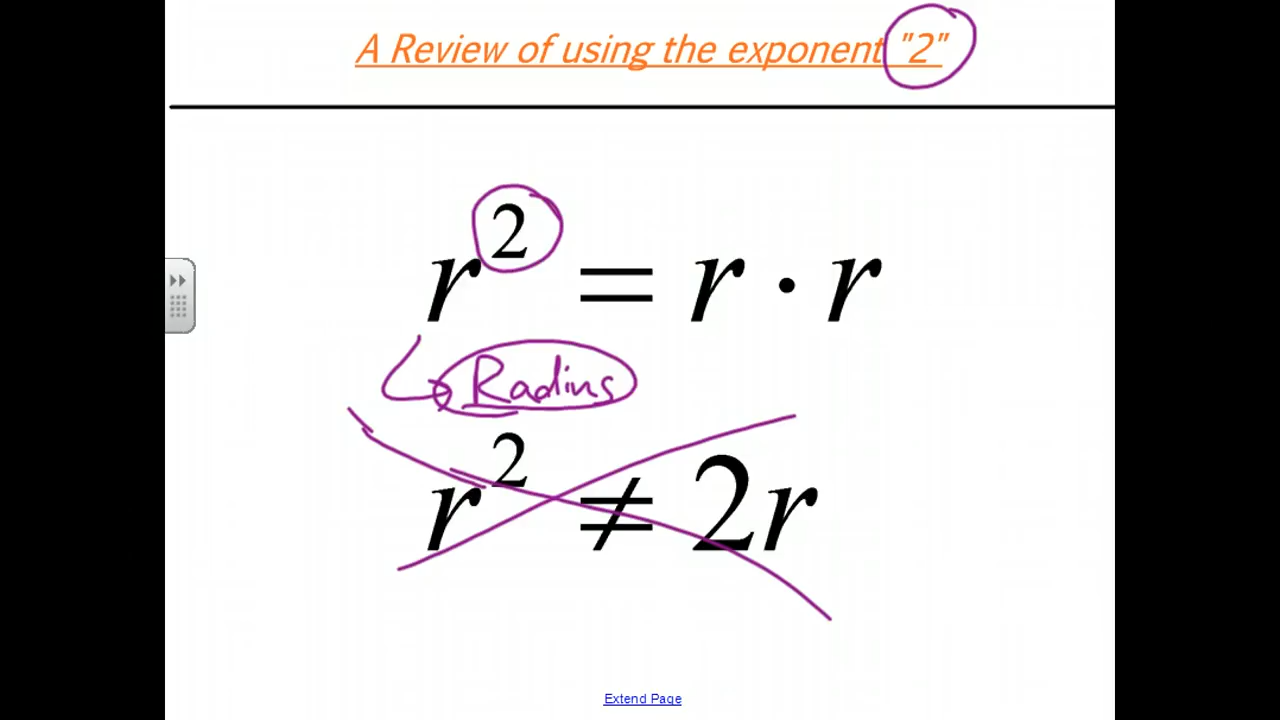 A Review of using the exponent "2"
r² = r · r
Radius
r² ≠ 2r
Extend Page